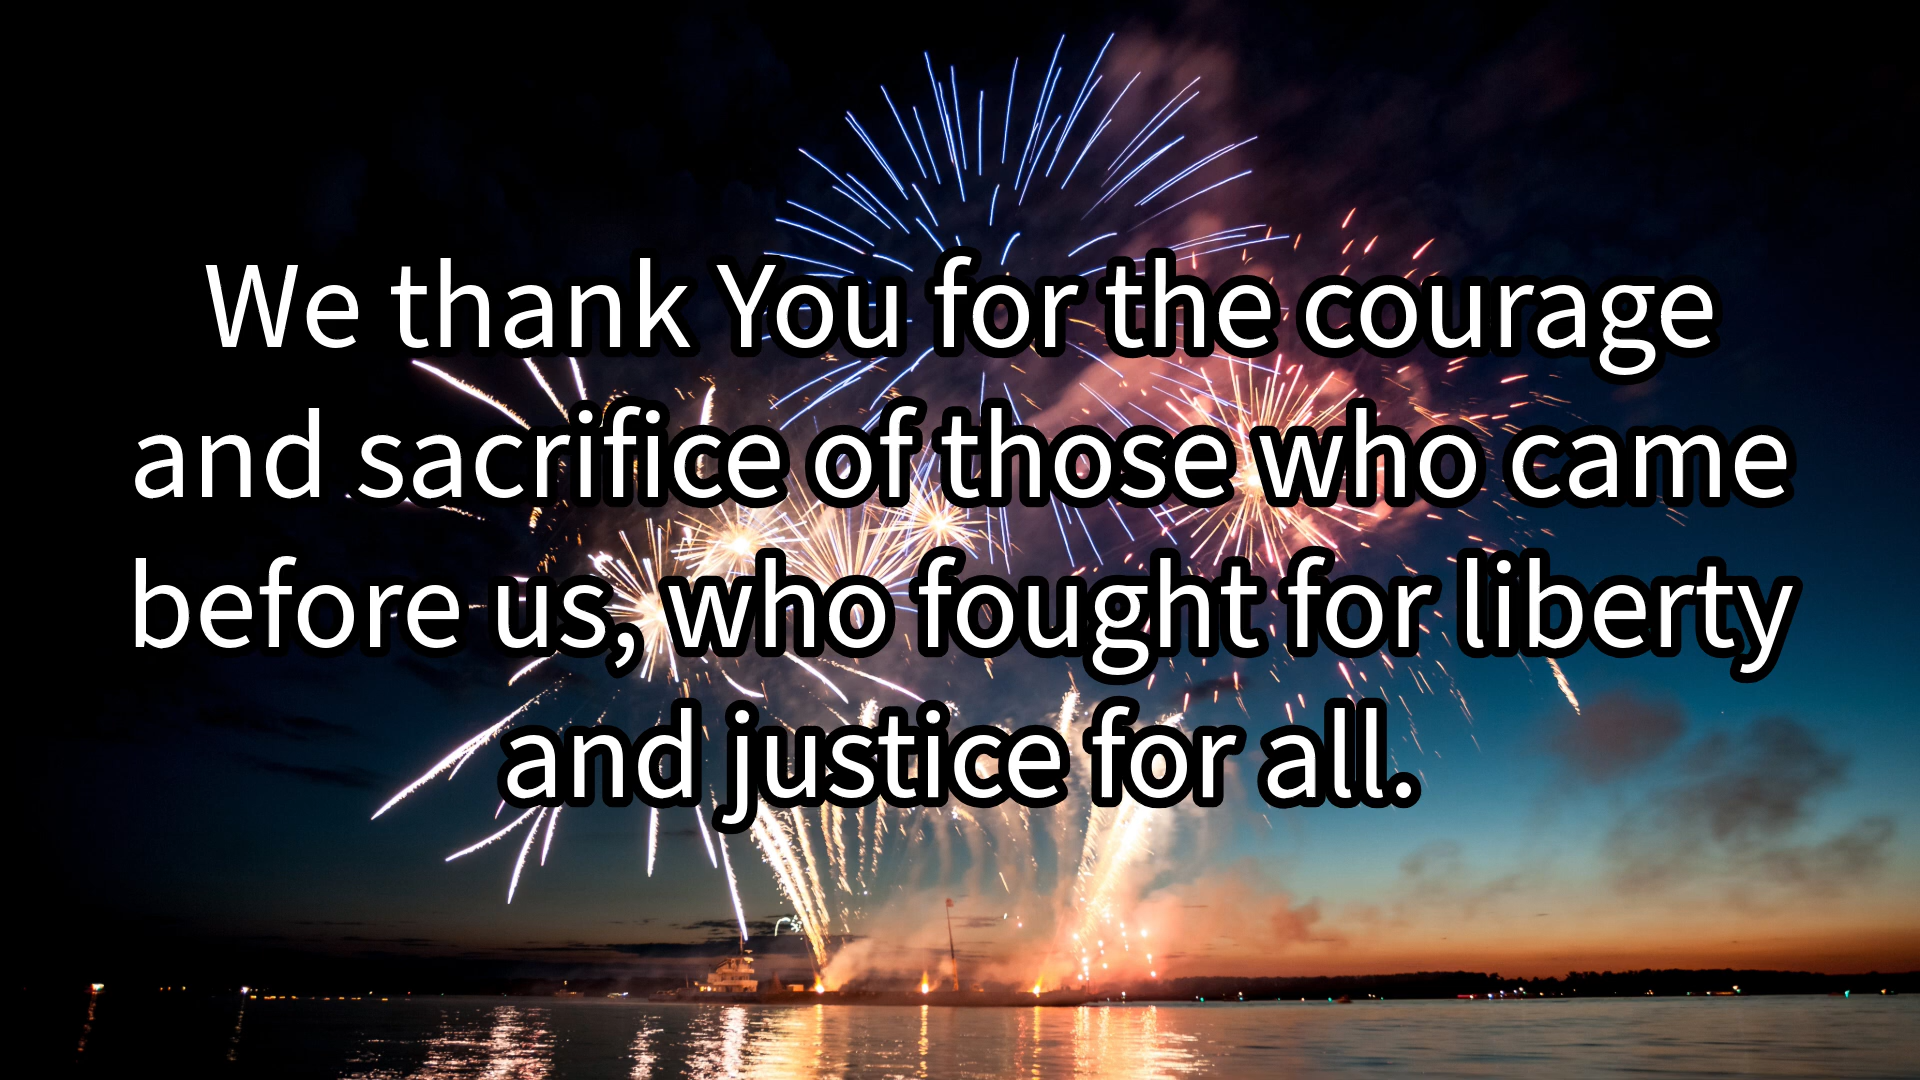 We thank You for the courage
and sacrifice of those who came
before us, who fought for liberty
and justice for all.